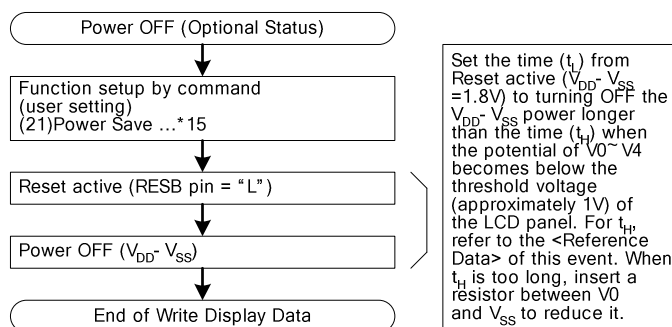 Power OFF (Optional Status)
Function setup by command
(user setting)
(21)Power Save ...*15
Reset active (RESB pin = “L”)
Power OFF (VDD- VSS)
End of Write Display Data
Set the time (tL) from
Reset active (VDD- VSS
=1.8V) to turning OFF the
VDD- VSS power longer
than the time (tH) when
the potential of V0~ V4
becomes below the
threshold voltage
(approximately 1V) of
the LCD panel. For tH,
refer to the <Reference
Data> of this event. When
tH is too long, insert a
resistor between V0
and VSS to reduce it.